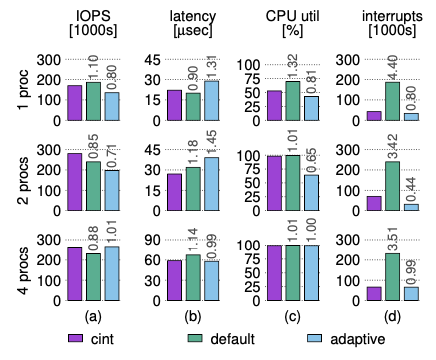 IOPS latency CPU util interrupts
[1000s] [µsec] [%] [1000s]
1 proc
300 200 100 0 1.10 0.80
45 30 15 0 0.90 1.31
100 75 50 25 0 1.32 0.81
300 200 100 0 4.40 0.80
2 procs
300 200 100 0 0.85 0.71
45 30 15 0 1.18 1.45
100 75 50 25 0 1.01 0.65
300 200 100 0 3.42 0.44
4 procs
300 200 100 0 0.88 1.01
90 60 30 0 1.14 0.99
100 75 50 25 0 1.01 1.00
300 200 100 0 3.51 0.99
(a) (b) (c) (d)
cint default adaptive